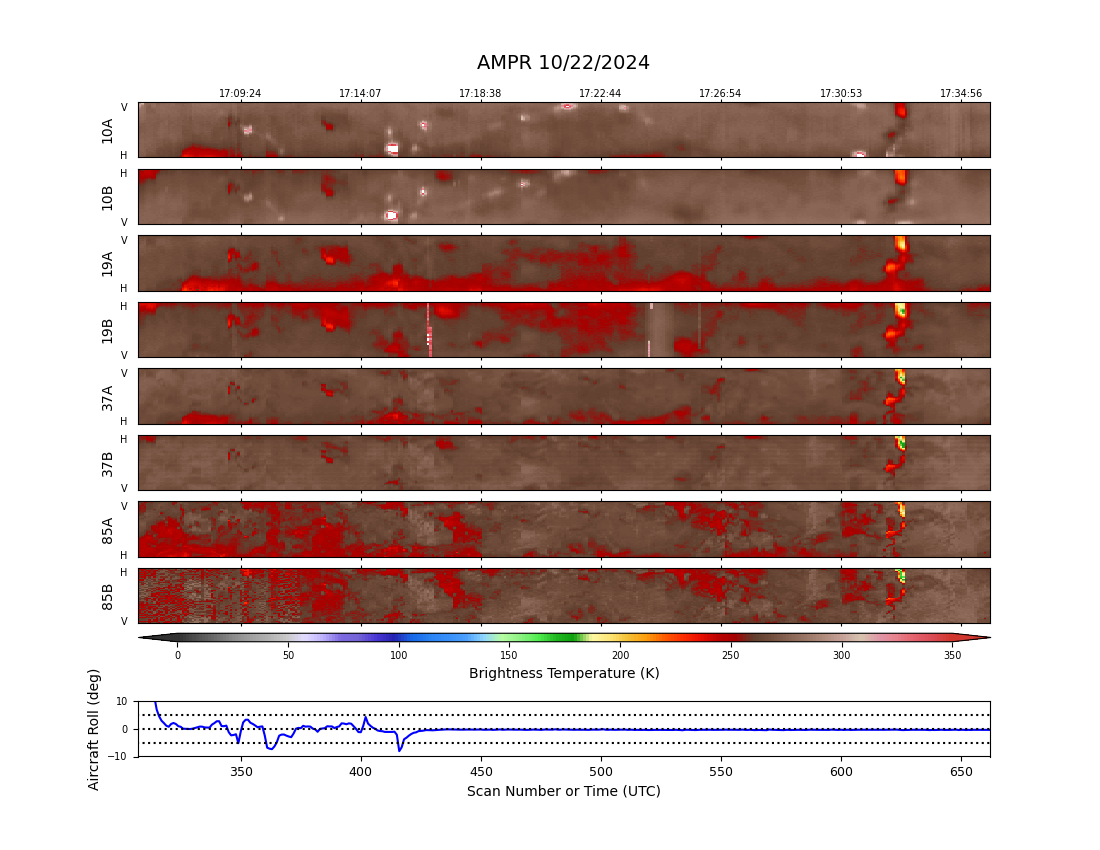 AMPR 10/22/2024
17:09:24 17:14:07 17:18:38 17:22:44 17:26:54 17:30:53 17:34:56
V
10A
H
H
10B
V
V
19A
H
H
19B
V
V
37A
H
H
37B
V
V
85A
H
H
85B
V
0 50 100 150 200 250 300 350
Brightness Temperature (K)
Aircraft Roll (deg)
10
0
−10
350 400 450 500 550 600 650
Scan Number or Time (UTC)